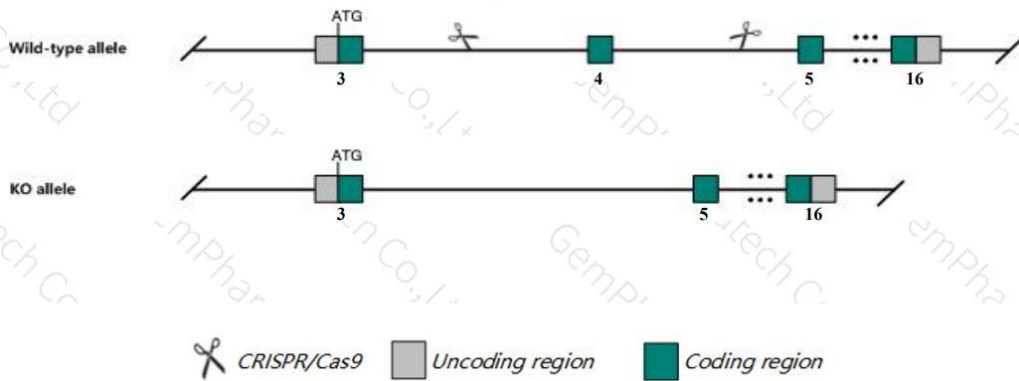 ATG
Wild-type allele
3 4 5 16
ATG
KO allele
3 5 16
CRISPR/Cas9 Uncoding region Coding region